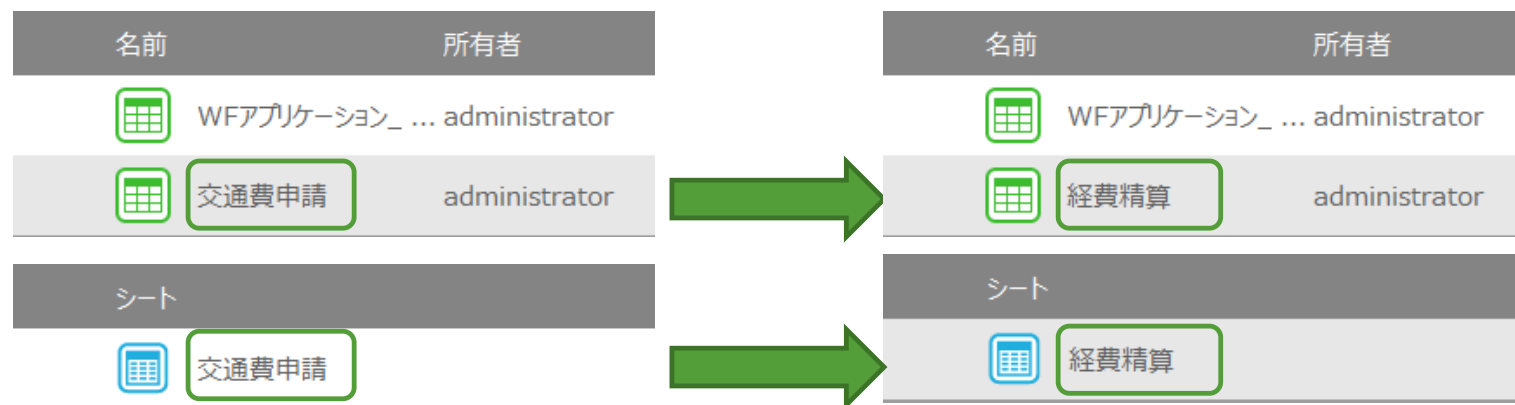 名前 所有者
WFアプリケーション_ ... administrator
交通費申請 administrator
シート
交通費申請
名前 所有者
WFアプリケーション_ ... administrator
経費精算 administrator
シート
経費精算